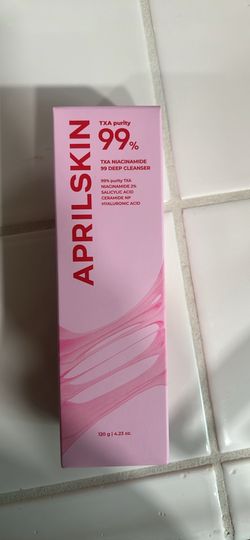 TXA purity
99%
TXA NIACINAMIDE
99 DEEP CLEANSER
99% purity TXA
NIACINAMIDE 2%
SALICYLIC ACID
CERAMIDE NP
HYALURONIC ACID
APRILSKIN
120 g | 4.23 oz.